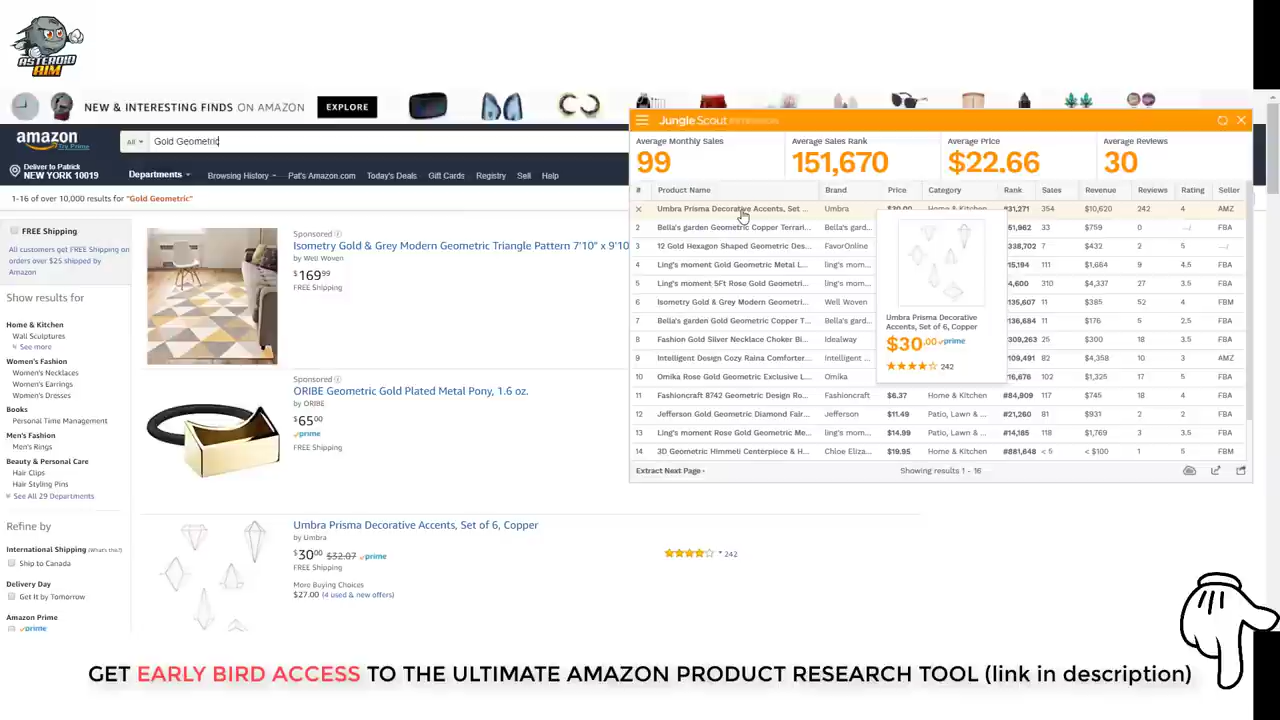 ASTEROID
AIM
NEW & INTERESTING FINDS ON AMAZON
EXPLORE
amazon
Try Prime
All
Gold Geometric
Deliver to Patrick
NEW YORK 10019
Departments
Browsing History
Pat's Amazon.com
Today's Deals
Gift Cards
Registry
Sell
Help
1-16 of over 10,000 results for "Gold Geometric"
FREE Shipping
All customers get FREE Shipping on
orders over $25 shipped by
Amazon
Show results for
Home & Kitchen
Wall Sculptures
See more
Women's Fashion
Women's Necklaces
Women's Earrings
Women's Dresses
Books
Personal Time Management
Men's Fashion
Men's Rings
Beauty & Personal Care
Hair Clips
Hair Styling Pins
See All 29 Departments
Refine by
International Shipping (What's this?)
Ship to Canada
Delivery Day
Get It by Tomorrow
Amazon Prime
prime
Sponsored
Isometry Gold & Grey Modern Geometric Triangle Pattern 7'10" x 9'10
by Well Woven
$169.99
FREE Shipping
Sponsored
ORIBE Geometric Gold Plated Metal Pony, 1.6 oz.
by ORIBE
$65.00
prime
FREE Shipping
Umbra Prisma Decorative Accents, Set of 6, Copper
by Umbra
$30.00 $32.07 prime
FREE Shipping
More Buying Choices
$27.00 (4 used & new offers)
242
Jungle Scout
Average Monthly Sales
99
Average Sales Rank
151,670
Average Price
$22.66
Average Reviews
30
# Product Name Brand Price Category Rank Sales Revenue Reviews Rating Seller
Umbra Prisma Decorative Accents, Set ... Umbra $30.00 Home & Kitchen #31,271 354 $10,620 242 4 AMZ
2 Bella's garden Geometric Copper Terrari... Bella's gard... 51,962 33 $759 0 --/ FBA
3 12 Gold Hexagon Shaped Geometric Des... FavorOnline 338,702 7 $432 2 5 --/
4 Ling's moment Gold Geometric Metal L... ling's mom... 15,194 111 $1,664 9 4.5 FBA
5 Ling's moment 5Ft Rose Gold Geometri... ling's mom... 4,600 310 $4,337 27 3.5 FBA
6 Isometry Gold & Grey Modern Geometri... Well Woven 135,607 11 $385 52 4 FBM
7 Bella's garden Gold Geometric Copper T... Bella's gard... 136,684 11 $176 5 2.5 FBA
8 Fashion Gold Silver Necklace Choker Bi... Idealway 309,263 25 $300 18 3.5 FBA
9 Intelligent Design Cozy Raina Comforter... Intelligent ... 109,491 82 $4,358 10 3 AMZ
10 Omika Rose Gold Geometric Exclusive L... Omika 16,676 102 $1,325 17 5 FBA
11 Fashioncraft 8742 Geometric Design Ro... Fashioncraft $6.37 Home & Kitchen #84,909 117 $745 18 4 FBA
12 Jefferson Gold Geometric Diamond Fair... Jefferson $11.49 Patio, Lawn & ... #21,260 81 $931 2 2 FBA
13 Ling's moment Rose Gold Geometric Me... ling's mom... $14.99 Patio, Lawn & ... #14,185 118 $1,769 3 3.5 FBA
14 3D Geometric Himmeli Centerpiece & H... Chloe Eliza... $19.95 Home & Kitchen #881,648 < 5 < $100 1 5 FBM
Umbra Prisma Decorative
Accents, Set of 6, Copper
$30.00 prime
242
Extract Next Page
Showing results 1 - 16
GET EARLY BIRD ACCESS TO THE ULTIMATE AMAZON PRODUCT RESEARCH TOOL (link in description)